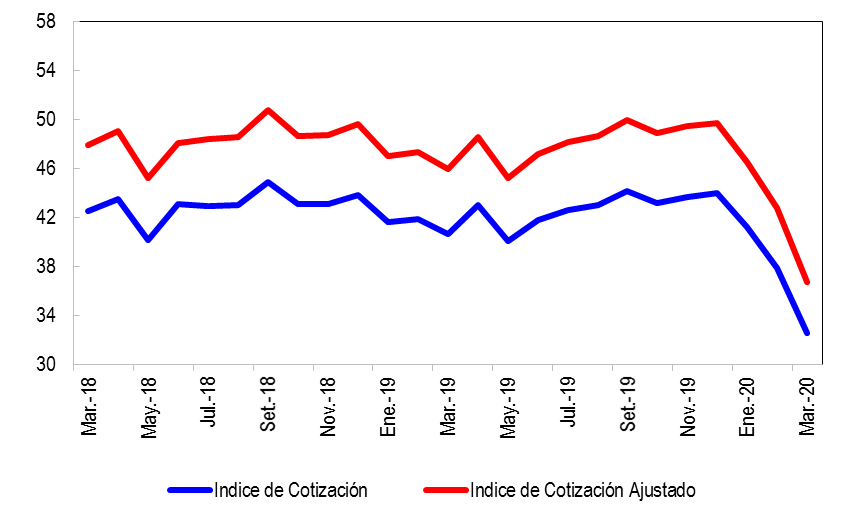 58
54
50
46
42
38
34
30
Mar.-18
May.-18
Jul.-18
Set.-18
Nov.-18
Ene.-19
Mar.-19
May.-19
Jul.-19
Set.-19
Nov.-19
Ene.-20
Mar.-20
Indice de Cotización
Indice de Cotización Ajustado